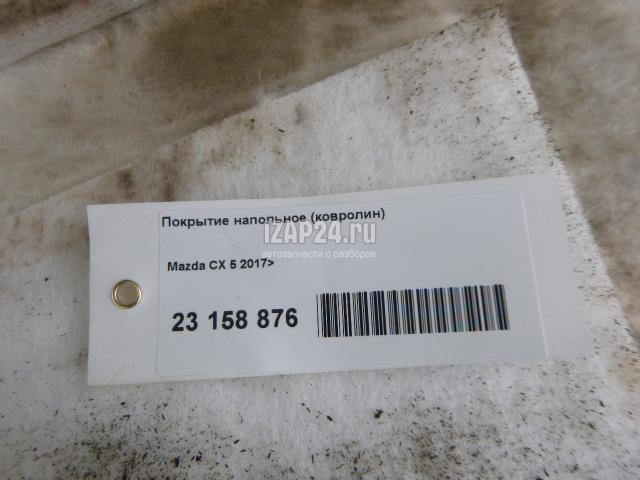 Покрытие напольное (ковролин)
IZAP24.ru
автозапчасти с разборов
Mazda CX 5 2017>
23 158 876